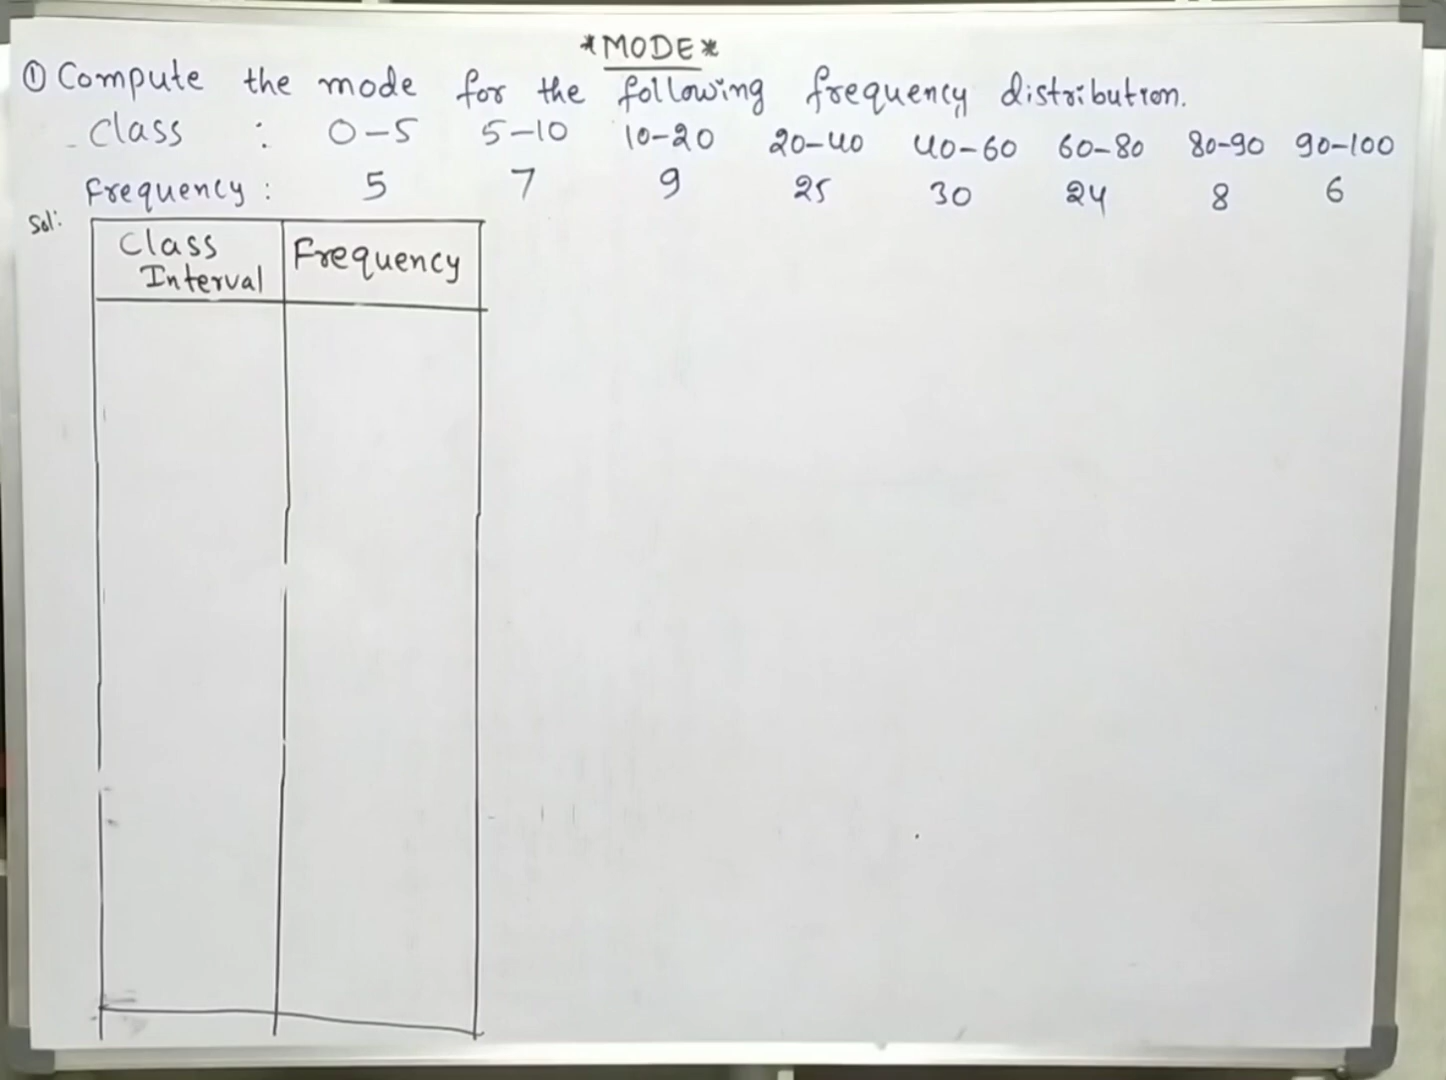 *MODE*
① Compute the mode for the following frequency distribution.
Class : 0-5 5-10 10-20 20-40 40-60 60-80 80-90 90-100
Frequency : 5 7 9 25 30 24 8 6
Sol:
Class Interval Frequency